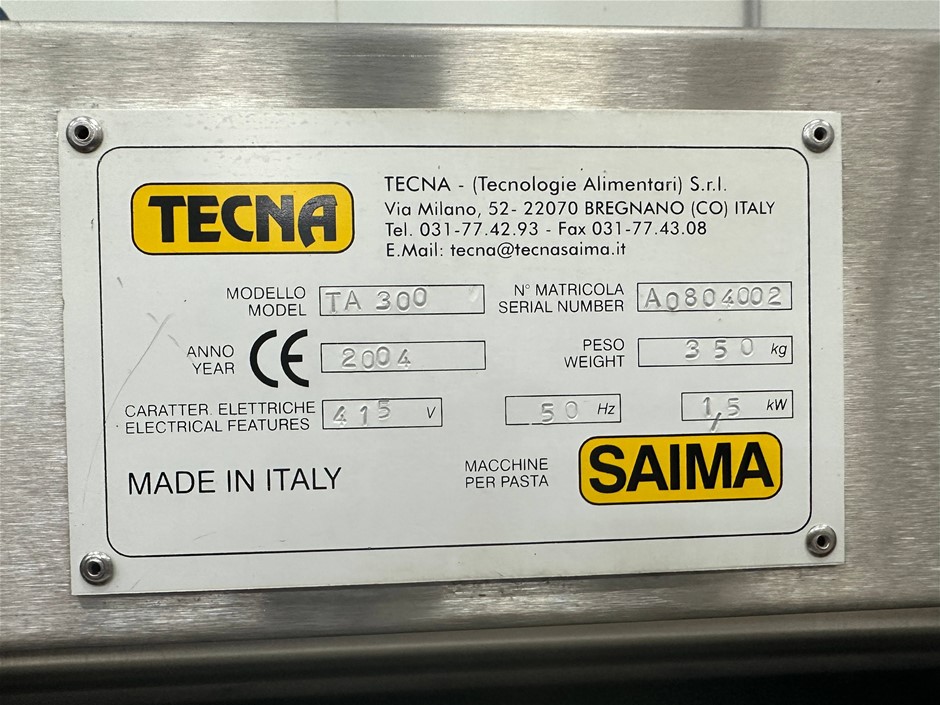 TECNA
TECNA - (Tecnologie Alimentari) S.r.l.
Via Milano, 52- 22070 BREGNANO (CO) ITALY
Tel. 031-77.42.93 - Fax 031-77.43.08
E.Mail: tecna@tecnasaima.it
MODELLO
MODEL
TA 300
N° MATRICOLA
SERIAL NUMBER
A0804002
ANNO
YEAR
CE
2004
PESO
WEIGHT
350 kg
CARATTER. ELETTRICHE
ELECTRICAL FEATURES
415 V
50 Hz
1,5 kW
MADE IN ITALY
MACCHINE
PER PASTA
SAIMA